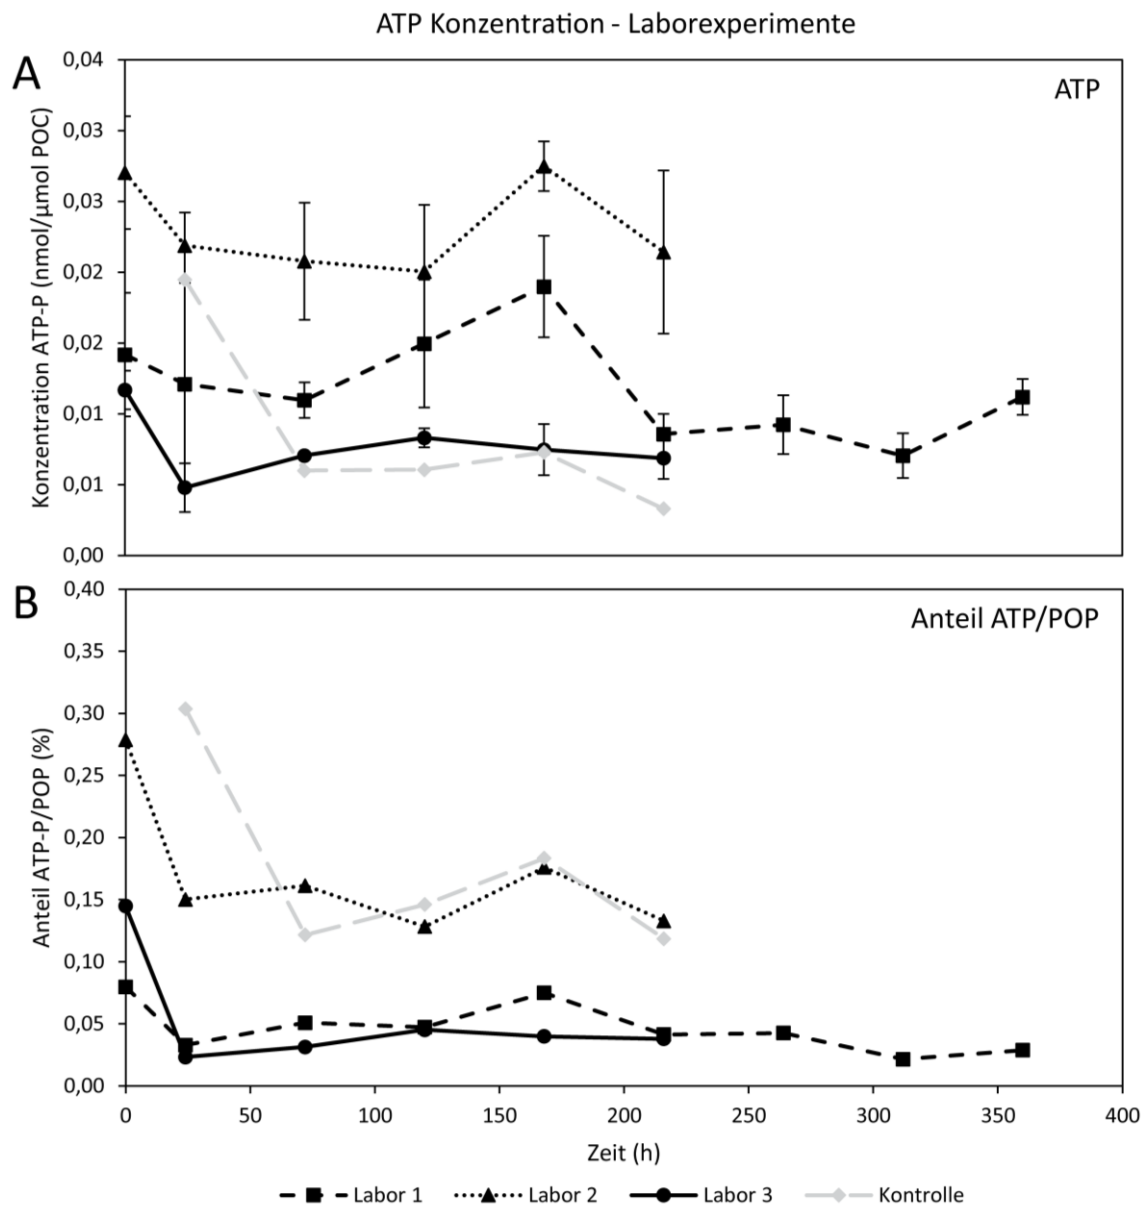 ATP Konzentration - Laborexperimente
A
ATP
Konzentration ATP-P (nmol/µmol POC)
0,04
0,03
0,03
0,02
0,02
0,01
0,01
0,00
B
Anteil ATP/POP
Anteil ATP-P/POP (%)
0,40
0,35
0,30
0,25
0,20
0,15
0,10
0,05
0,00
0 50 100 150 200 250 300 350 400
Zeit (h)
Labor 1 Labor 2 Labor 3 Kontrolle